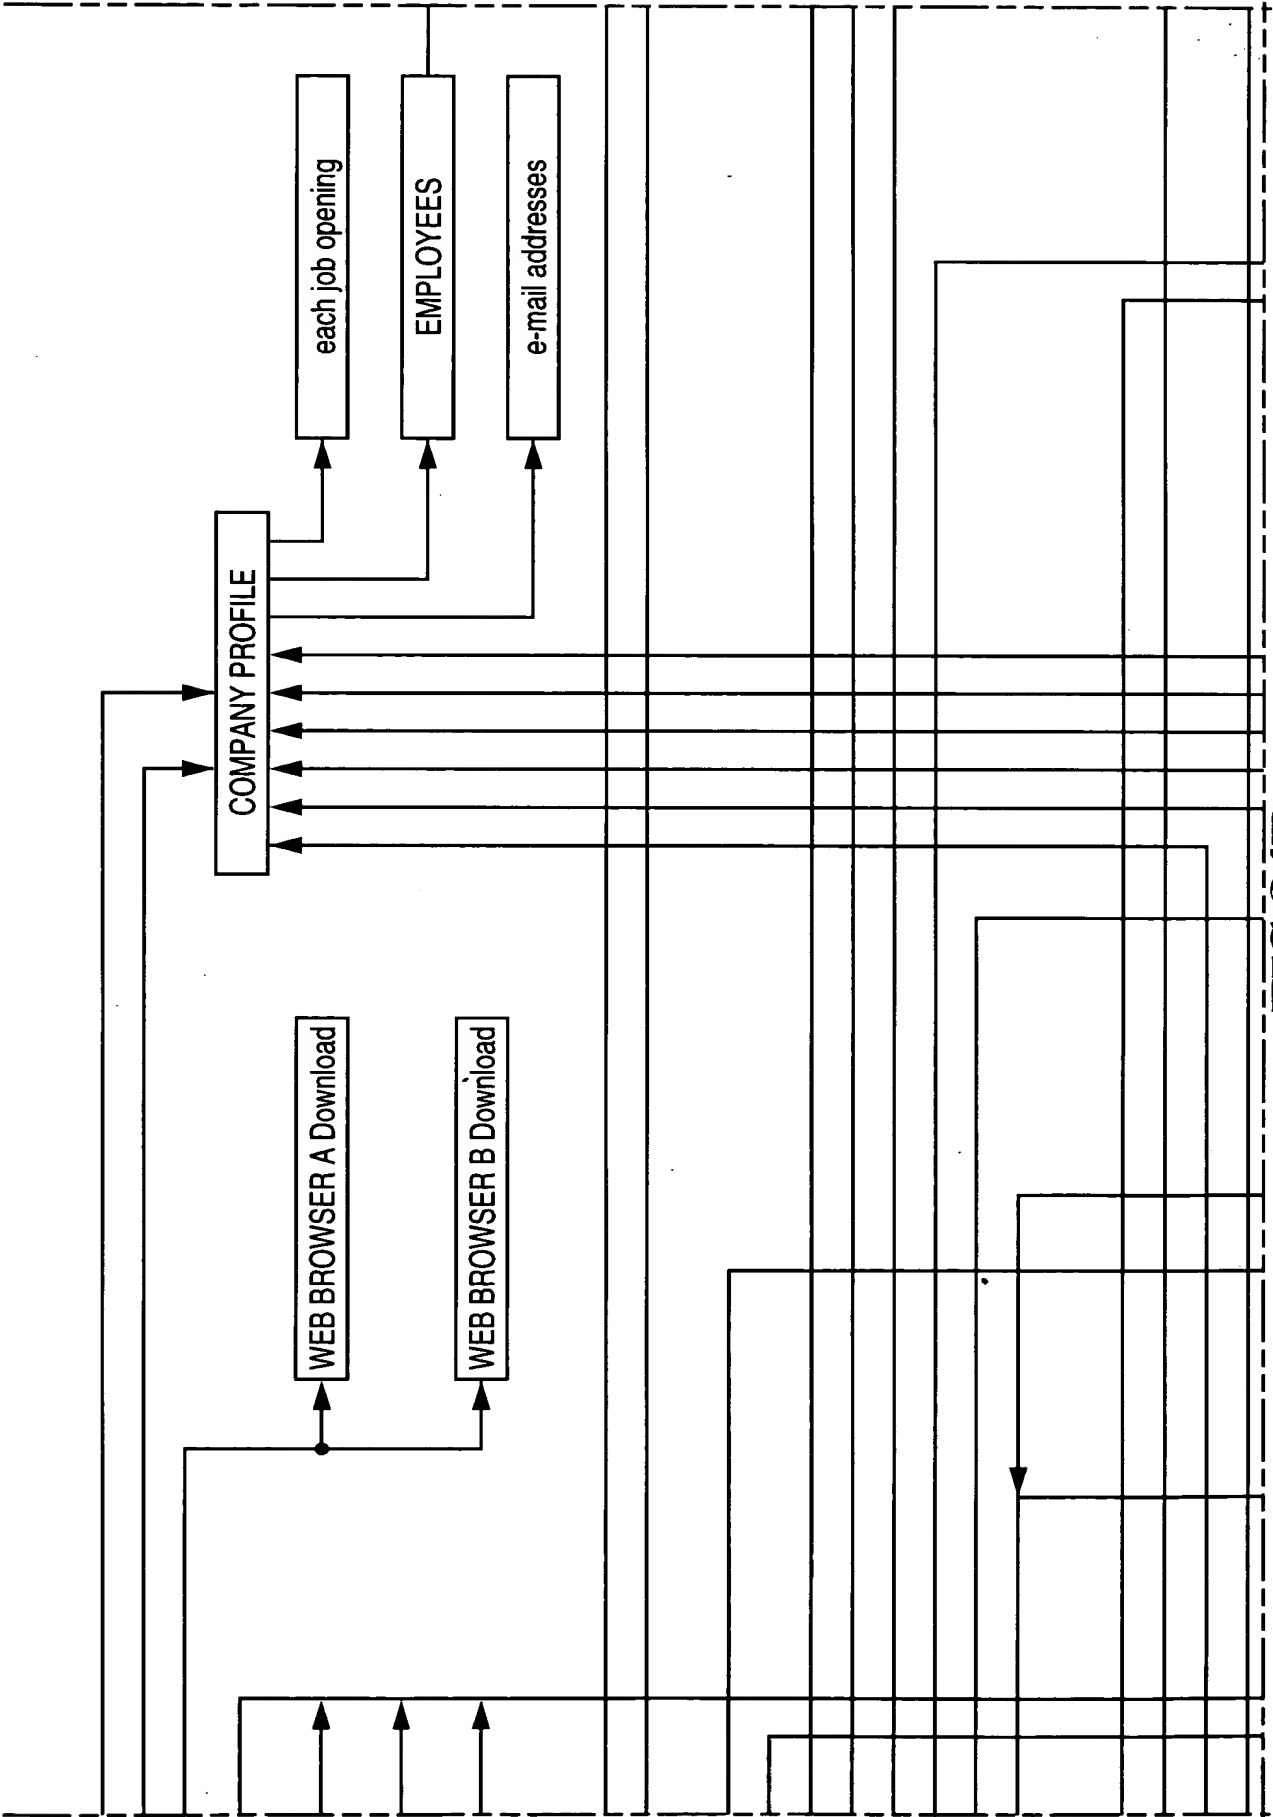 COMPANY PROFILE
each job opening
EMPLOYEES
e-mail addresses
WEB BROWSER A Download
WEB BROWSER B Download